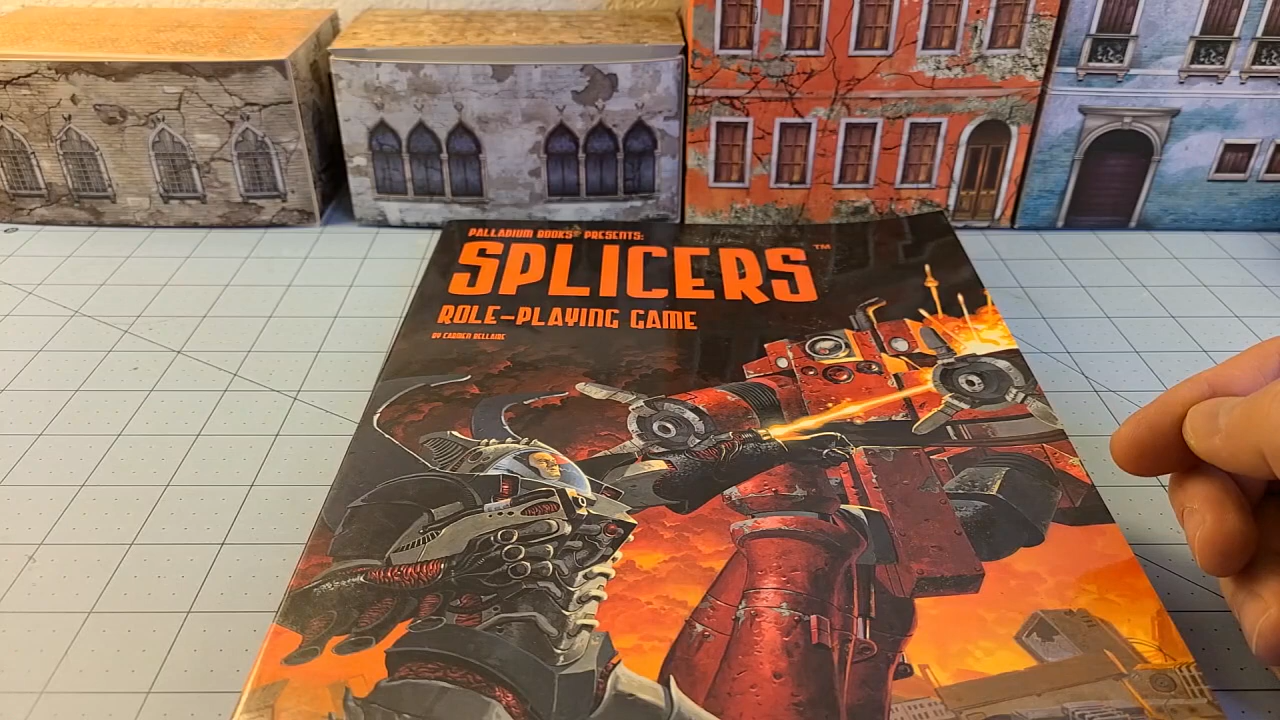 PALLADIUM BOOKS® PRESENTS:
SPLICERS™
ROLE-PLAYING GAME
BY CARMEN BELLAIRE